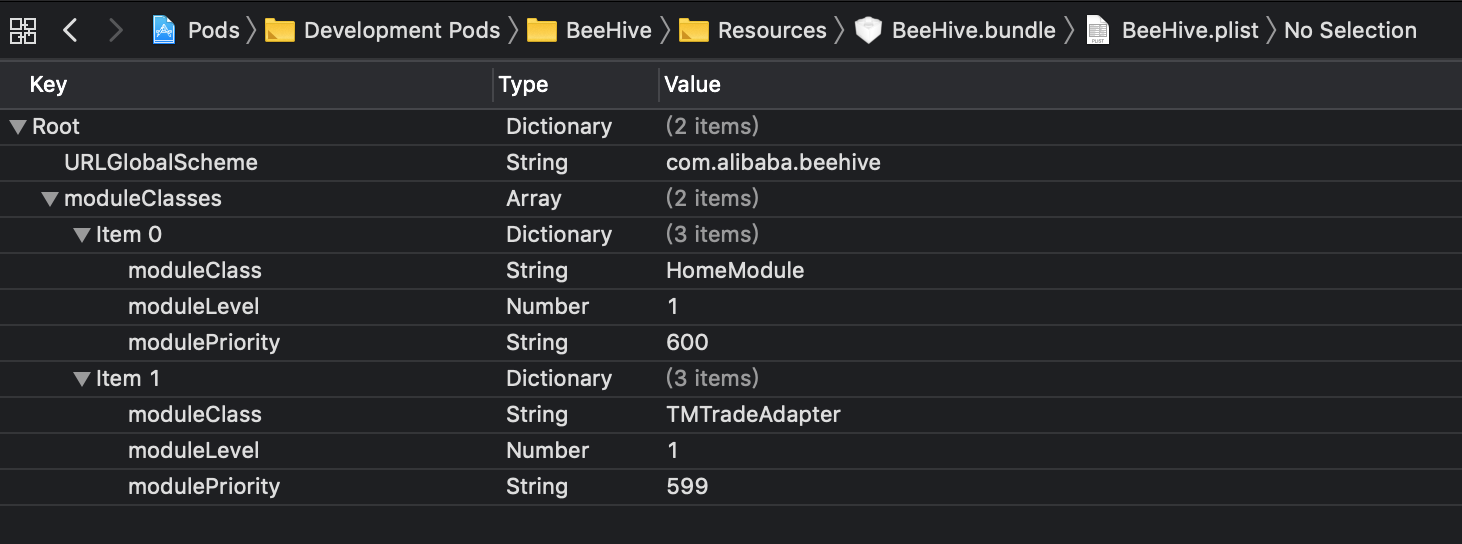 Pods Development Pods BeeHive Resources BeeHive.bundle BeeHive.plist No Selection
Key Type Value
Root Dictionary (2 items)
URLGlobalScheme String com.alibaba.beehive
moduleClasses Array (2 items)
Item 0 Dictionary (3 items)
moduleClass String HomeModule
moduleLevel Number 1
modulePriority String 600
Item 1 Dictionary (3 items)
moduleClass String TMTradeAdapter
moduleLevel Number 1
modulePriority String 599